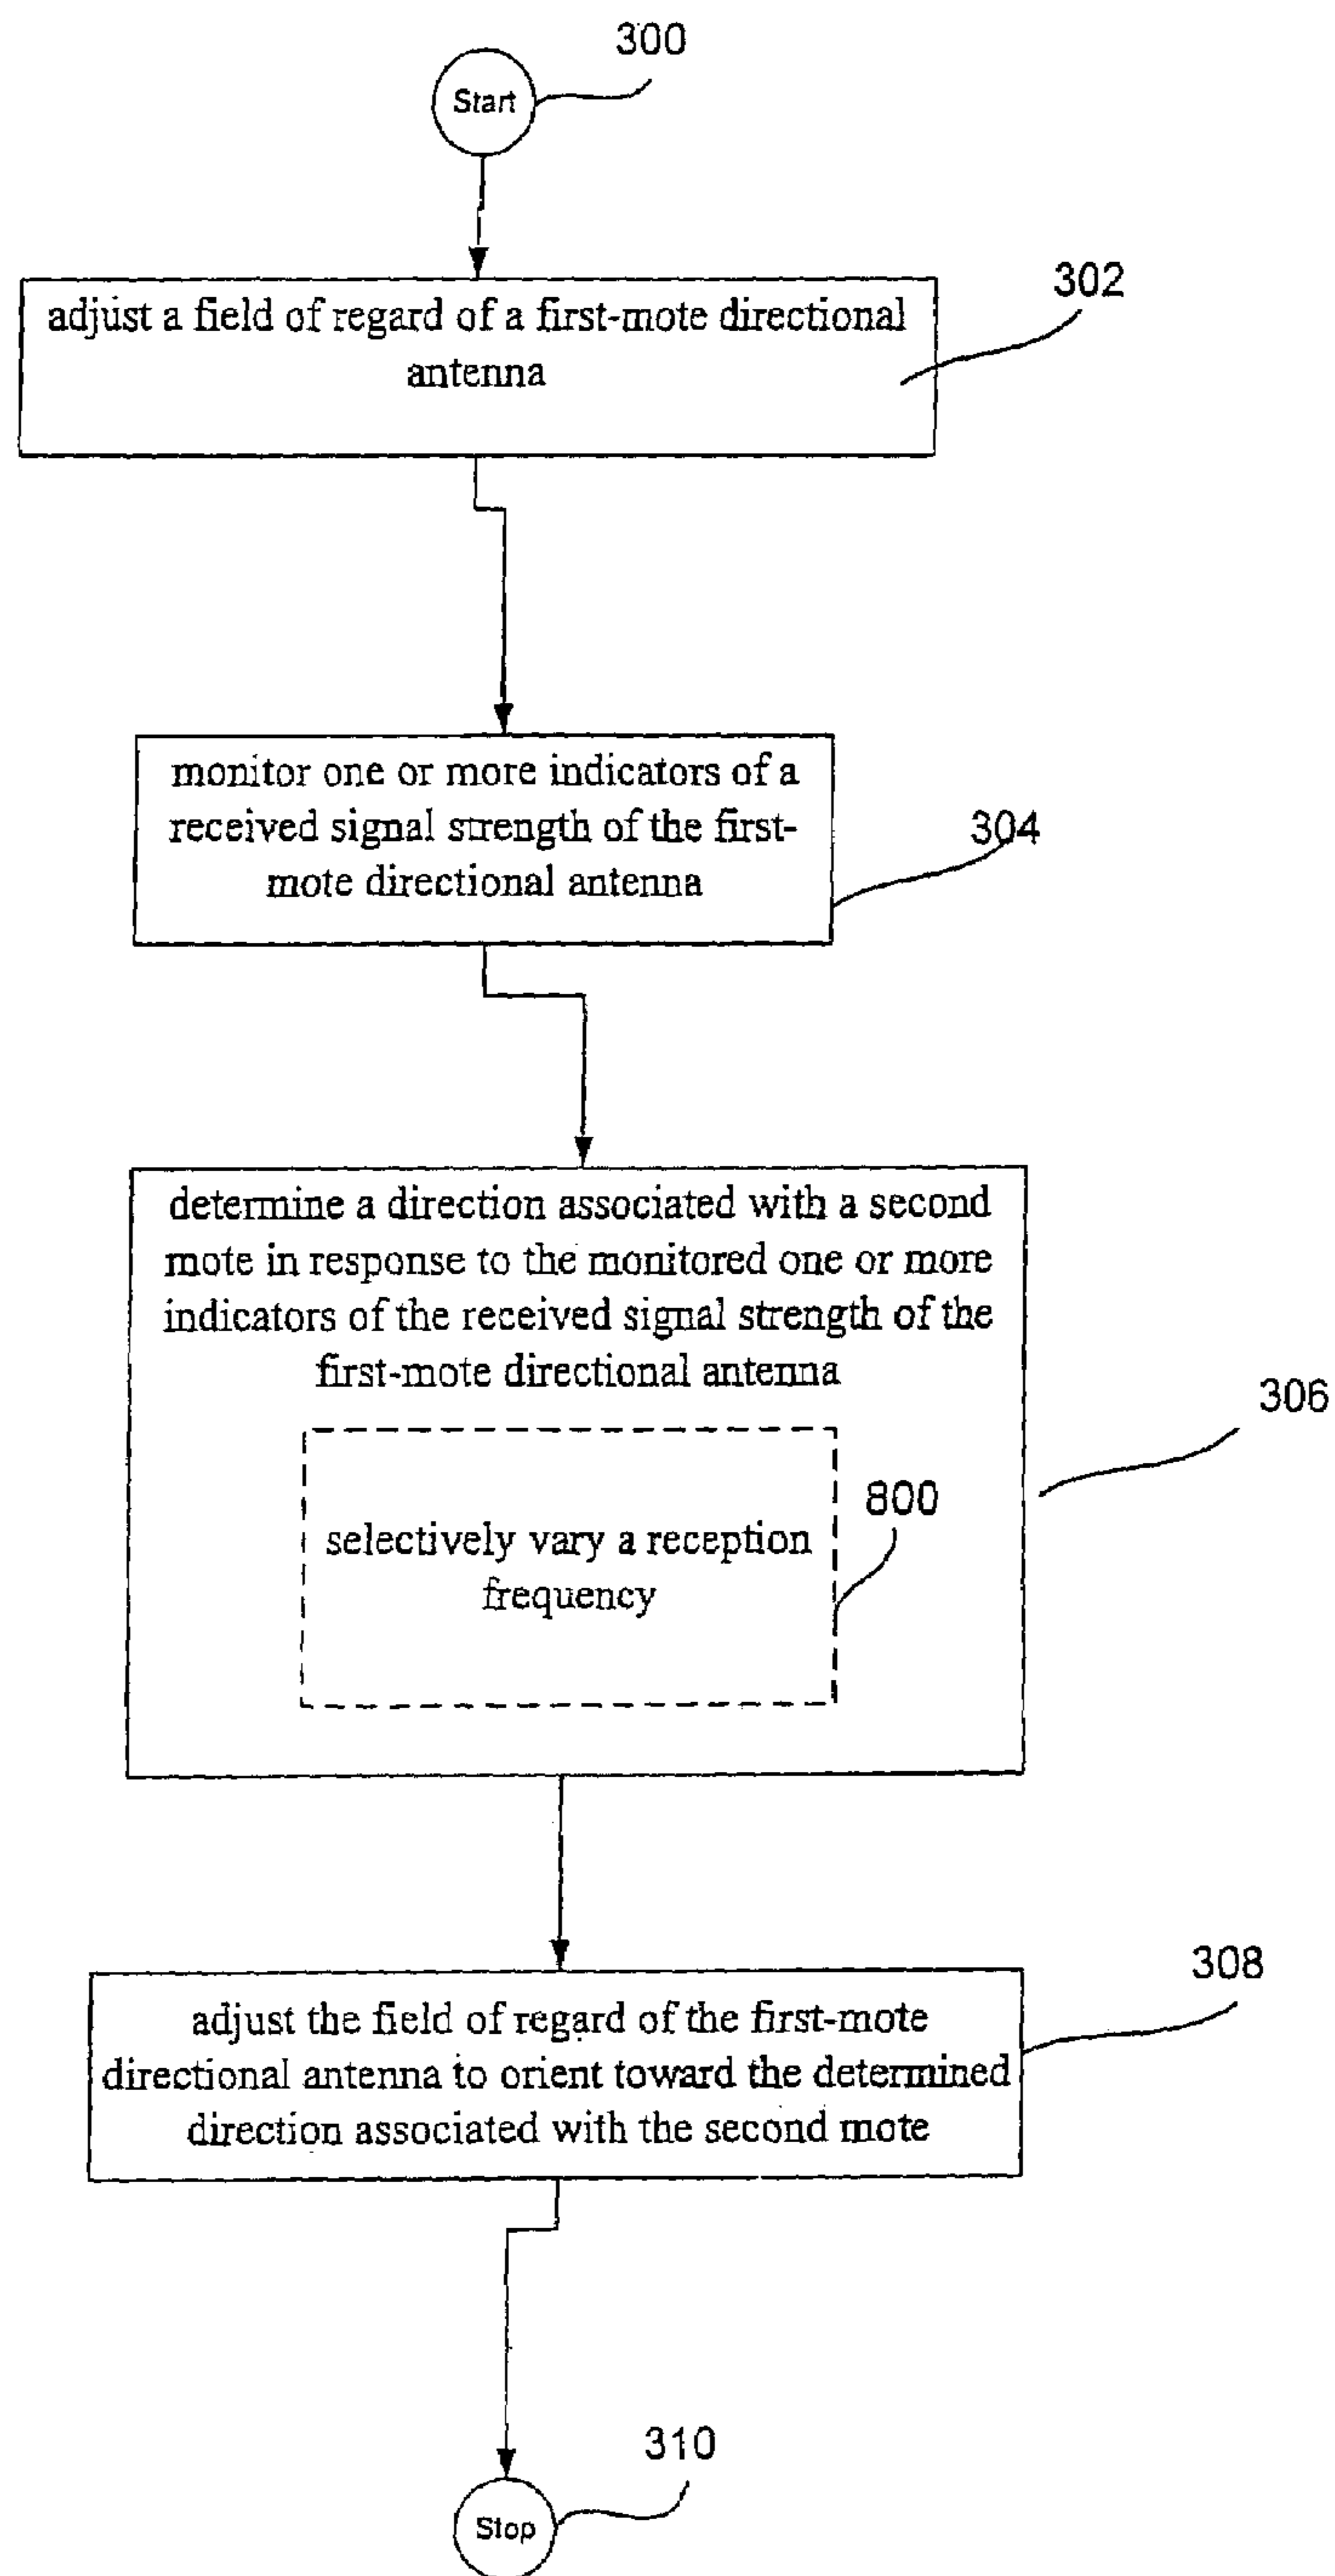 300
Start
302
adjust a field of regard of a first-mote directional
antenna
monitor one or more indicators of a
received signal strength of the first-
mote directional antenna
304
determine a direction associated with a second
mote in response to the monitored one or more
indicators of the received signal strength of the
first-mote directional antenna
306
800
selectively vary a reception
frequency
308
adjust the field of regard of the first-mote
directional antenna to orient toward the determined
direction associated with the second mote
310
Stop